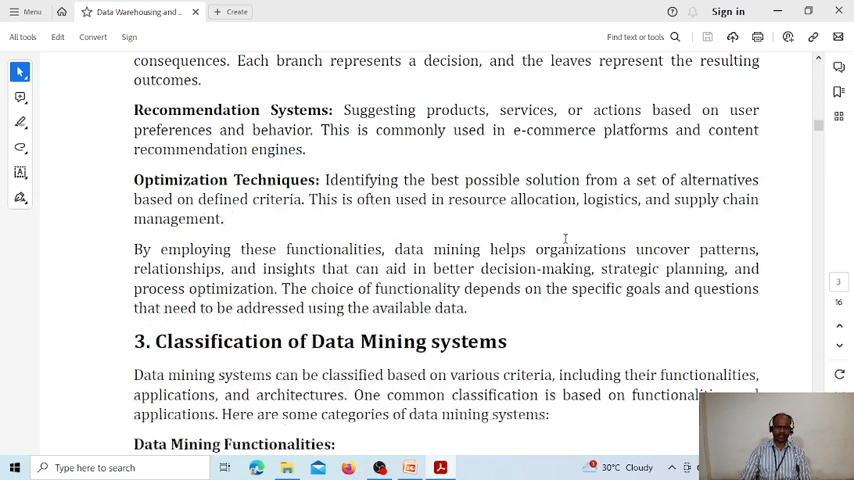 Menu
Data Warehousing and ...
Create
Sign in
All tools
Edit
Convert
Sign
Find text or tools
consequences. Each branch represents a decision, and the leaves represent the resulting
outcomes.
Recommendation Systems: Suggesting products, services, or actions based on user
preferences and behavior. This is commonly used in e-commerce platforms and content
recommendation engines.
Optimization Techniques: Identifying the best possible solution from a set of alternatives
based on defined criteria. This is often used in resource allocation, logistics, and supply chain
management.
By employing these functionalities, data mining helps organizations uncover patterns,
relationships, and insights that can aid in better decision-making, strategic planning, and
process optimization. The choice of functionality depends on the specific goals and questions
that need to be addressed using the available data.
3
16
3. Classification of Data Mining systems
Data mining systems can be classified based on various criteria, including their functionalities,
applications, and architectures. One common classification is based on
applications. Here are some categories of data mining systems:
Data Mining Functionalities:
Type here to search
30°C Cloudy